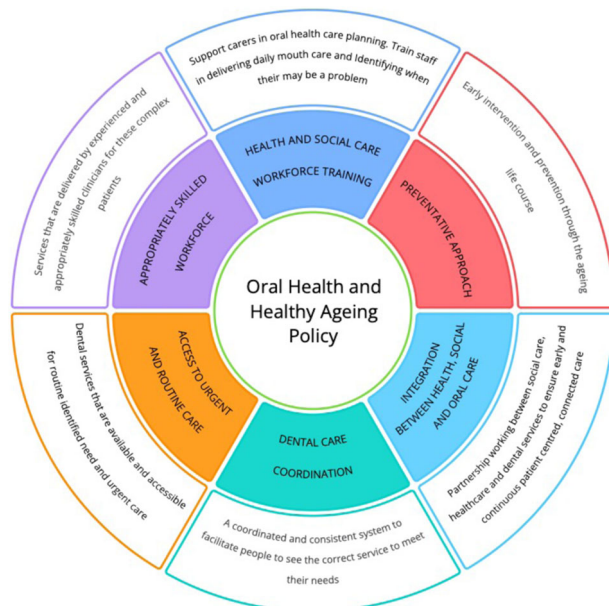 Oral Health and
Healthy Ageing
Policy
HEALTH AND SOCIAL CARE
WORKFORCE TRAINING
Support carers in oral health care planning. Train staff
in delivering daily mouth care and Identifying when
their may be a problem
PREVENTATIVE APPROACH
Early intervention and prevention through the ageing
life course
INTEGRATION
BETWEEN HEALTH, SOCIAL
AND ORAL CARE
Partnership working between social care,
healthcare and dental services to ensure early and
continuous patient centred, connected care
DENTAL CARE
COORDINATION
A coordinated and consistent system to
facilitate people to see the correct service to meet
their needs
ACCESS TO URGENT
AND ROUTINE CARE
Dental services that are available and accessible
for routine identified need and urgent care
APPROPRIATELY SKILLED
WORKFORCE
Services that are delivered by experienced and
appropriately skilled clinicians for these complex
patients